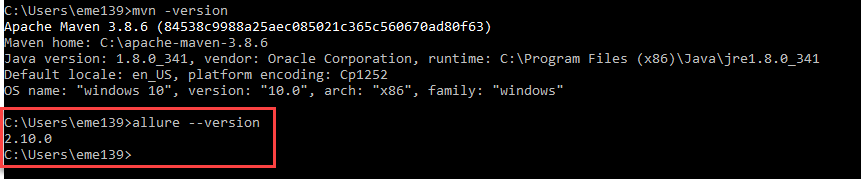 C:\Users\eme139>mvn -version
Apache Maven 3.8.6 (84538c9988a25aec085021c365c560670ad80f63)
Maven home: C:\apache-maven-3.8.6
Java version: 1.8.0_341, vendor: Oracle Corporation, runtime: C:\Program Files (x86)\Java\jre1.8.0_341
Default locale: en_US, platform encoding: Cp1252
OS name: "windows 10", version: "10.0", arch: "x86", family: "windows"
C:\Users\eme139>allure --version
2.10.0
C:\Users\eme139>